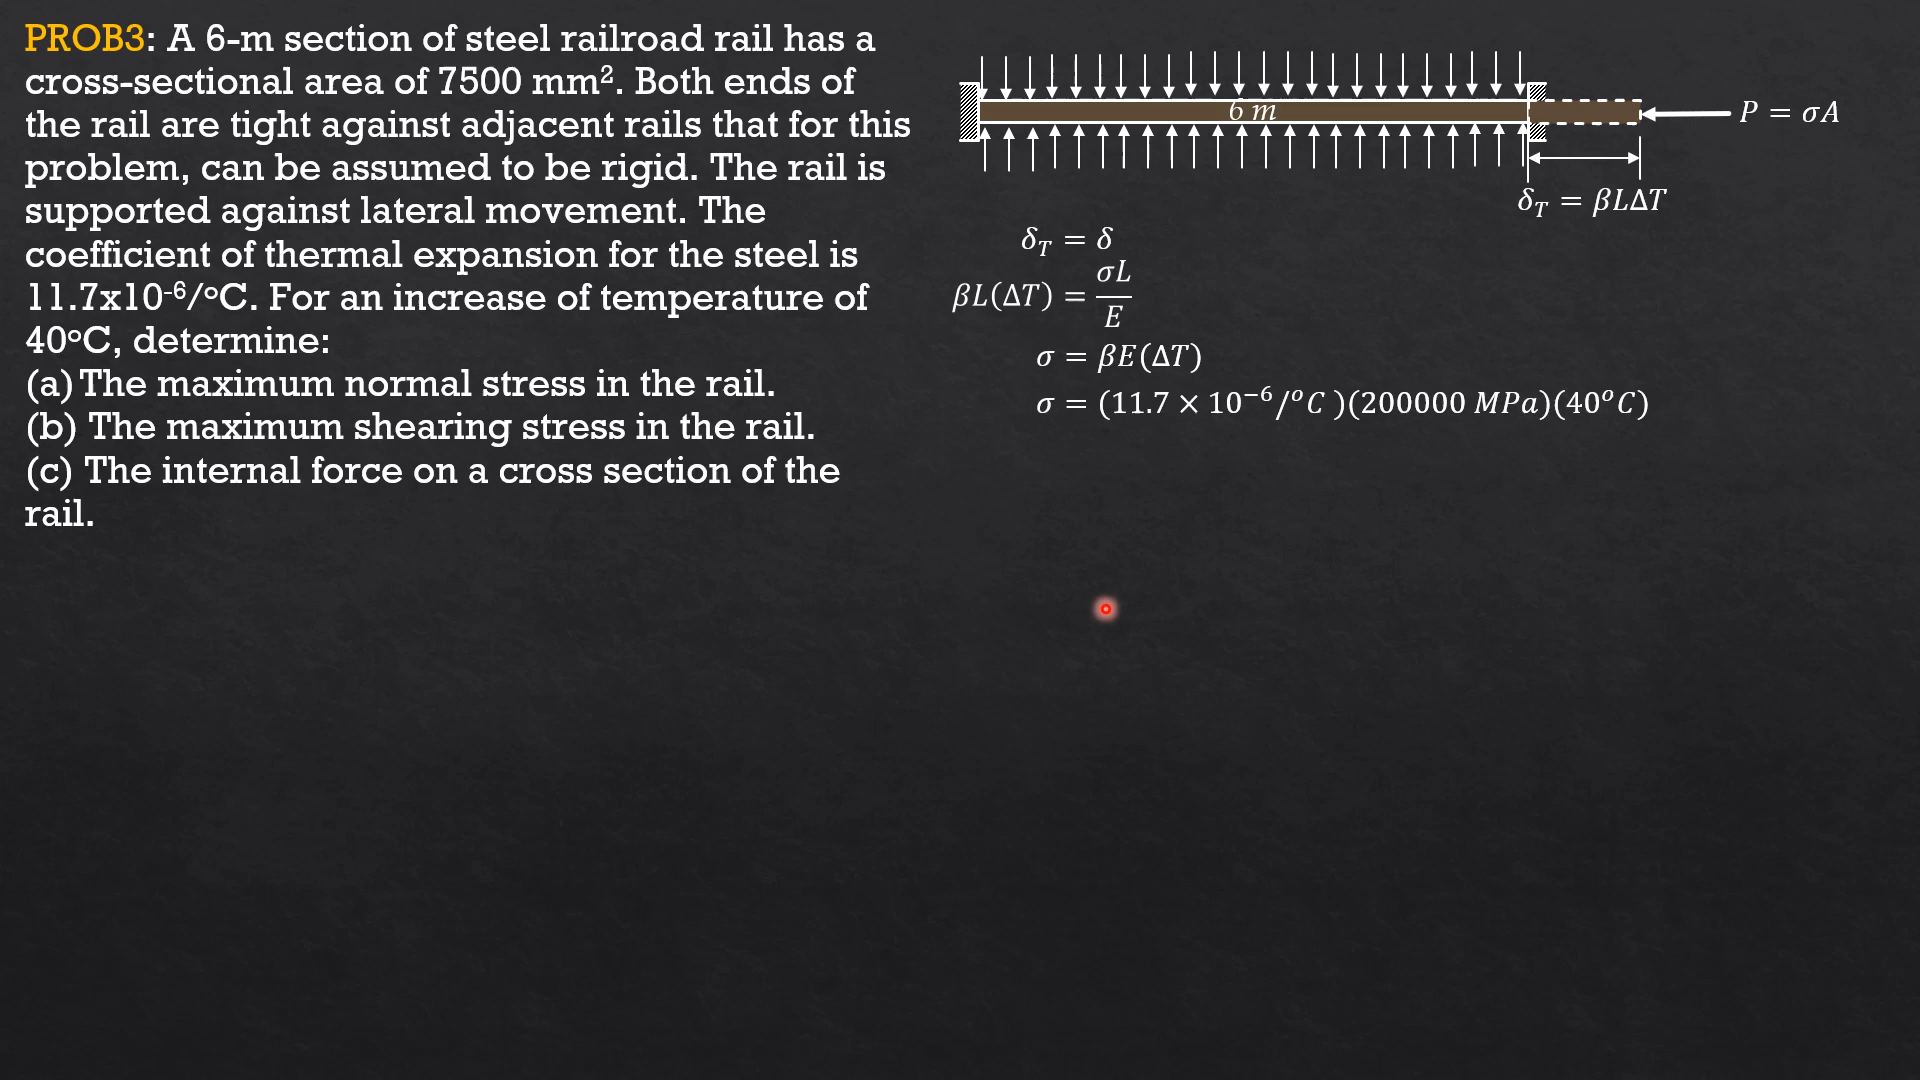 PROB3: A 6-m section of steel railroad rail has a
cross-sectional area of 7500 mm². Both ends of
the rail are tight against adjacent rails that for this
problem, can be assumed to be rigid. The rail is
supported against lateral movement. The
coefficient of thermal expansion for the steel is
11.7x10⁻⁶/ᵒC. For an increase of temperature of
40ᵒC, determine:
(a) The maximum normal stress in the rail.
(b) The maximum shearing stress in the rail.
(c) The internal force on a cross section of the
rail.
6 m
P = σA
δ_T = βLΔT
δ_T = δ
βL(ΔT) = σL/E
σ = βE(ΔT)
σ = (11.7 × 10⁻⁶/ᵒC )(200000 MPa)(40ᵒC)